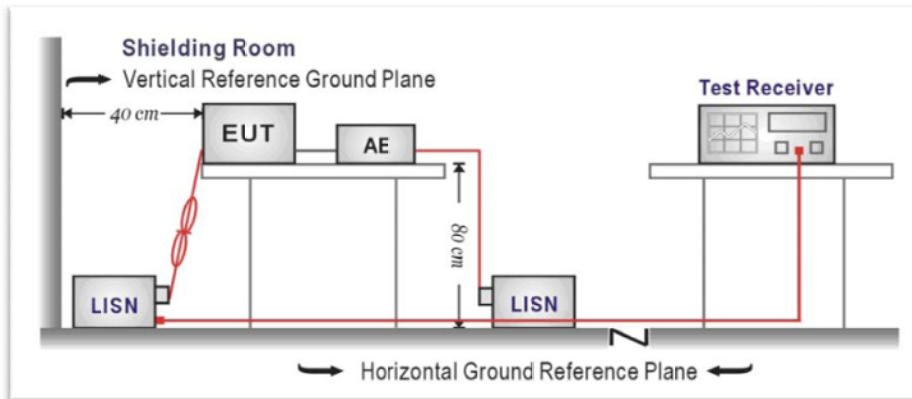 Shielding Room
Vertical Reference Ground Plane
Test Receiver
40 cm
EUT
AE
80 cm
LISN
LISN
Horizontal Ground Reference Plane